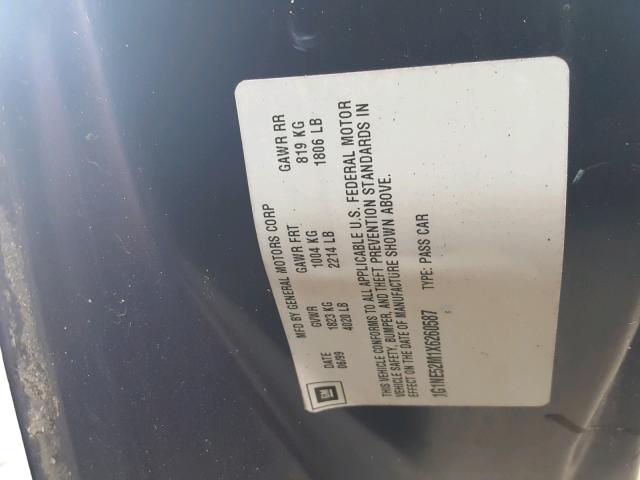 GM
MFD BY GENERAL MOTORS CORP
DATE GVWR GAWR FRT GAWR RR
06/99 1823 KG 1004 KG 819 KG
4020 LB 2214 LB 1806 LB
THIS VEHICLE CONFORMS TO ALL APPLICABLE U.S. FEDERAL MOTOR
VEHICLE SAFETY, BUMPER, AND THEFT PREVENTION STANDARDS IN
EFFECT ON THE DATE OF MANUFACTURE SHOWN ABOVE.
1G1NE52M1X6260587 TYPE: PASS CAR